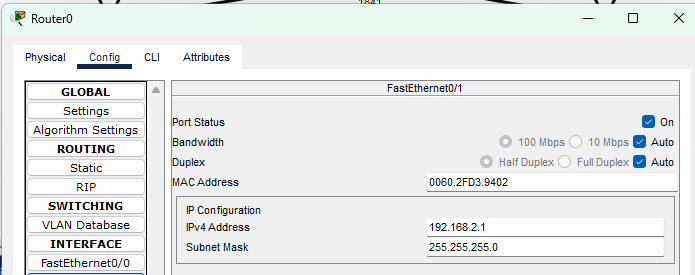 1841
Router0
Physical Config CLI Attributes
GLOBAL
Settings
Algorithm Settings
ROUTING
Static
RIP
SWITCHING
VLAN Database
INTERFACE
FastEthernet0/0
FastEthernet0/1
Port Status On
Bandwidth 100 Mbps 10 Mbps Auto
Duplex Half Duplex Full Duplex Auto
MAC Address 0060.2FD3.9402
IP Configuration
IPv4 Address 192.168.2.1
Subnet Mask 255.255.255.0